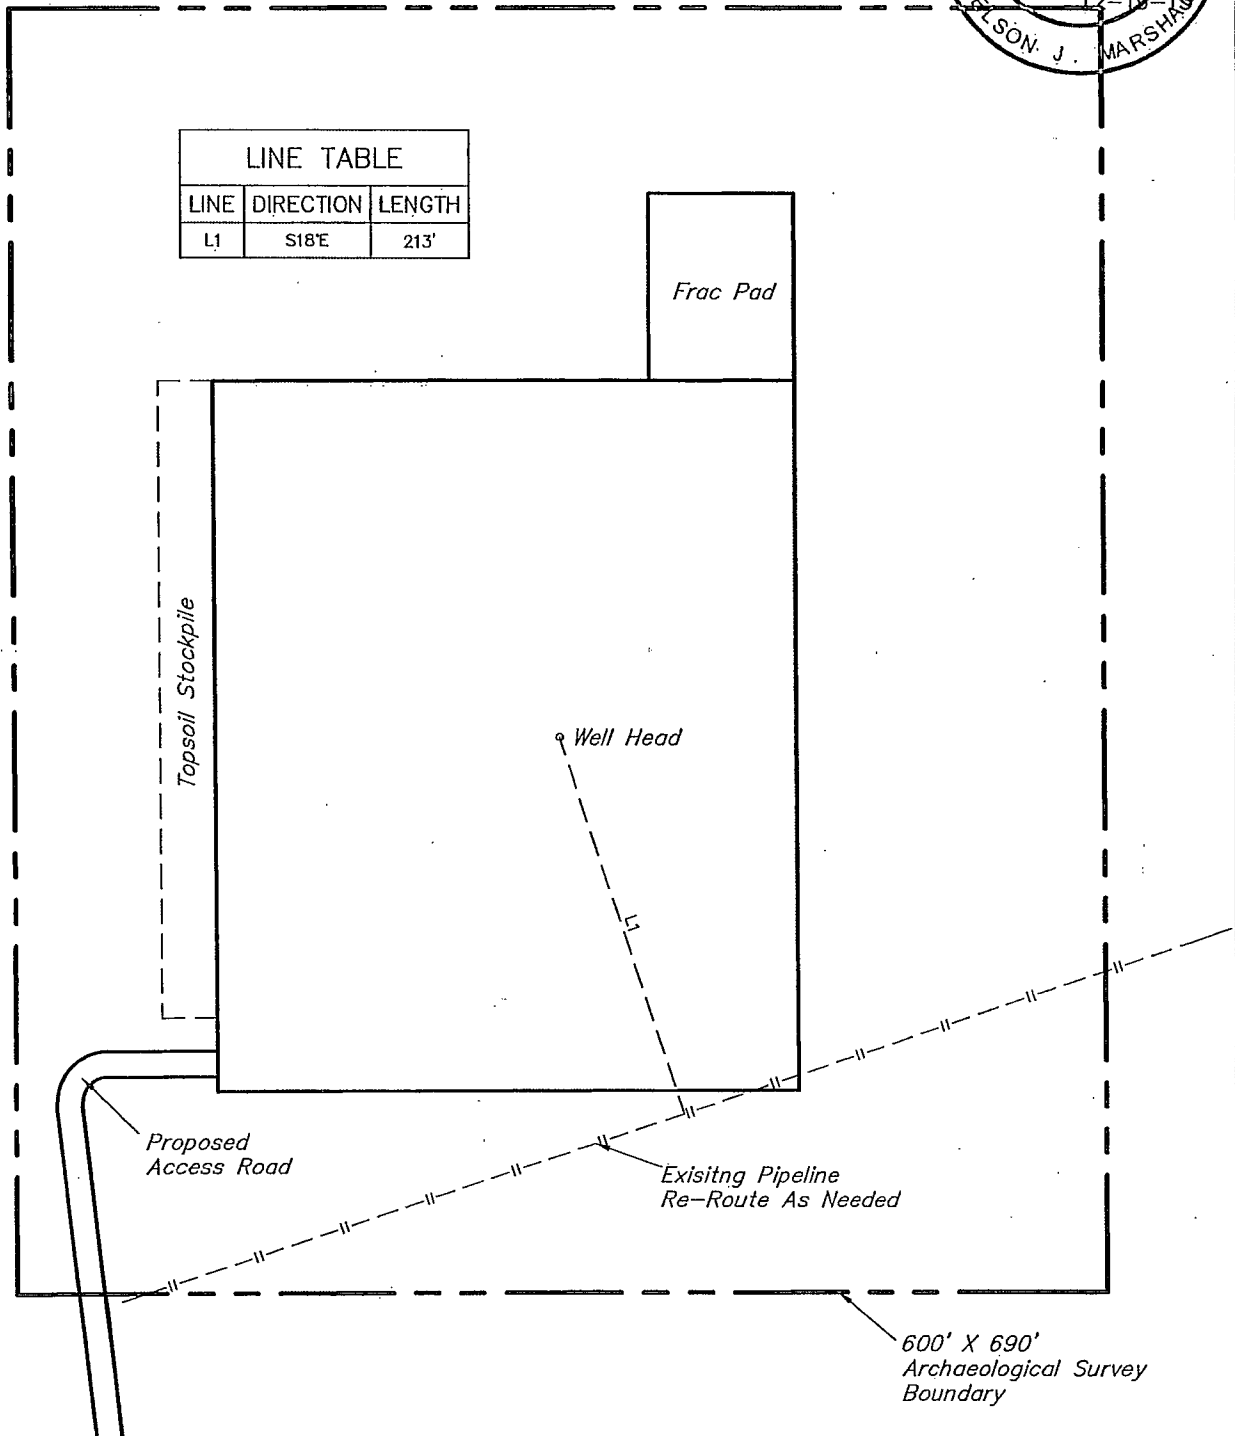 ELSON J. MARSHA
LINE TABLE
LINE DIRECTION LENGTH
L1 S18°E 213'
Frac Pad
Topsoil Stockpile
Well Head
L1
Proposed
Access Road
Exisitng Pipeline
Re-Route As Needed
600' X 690'
Archaeological Survey
Boundary